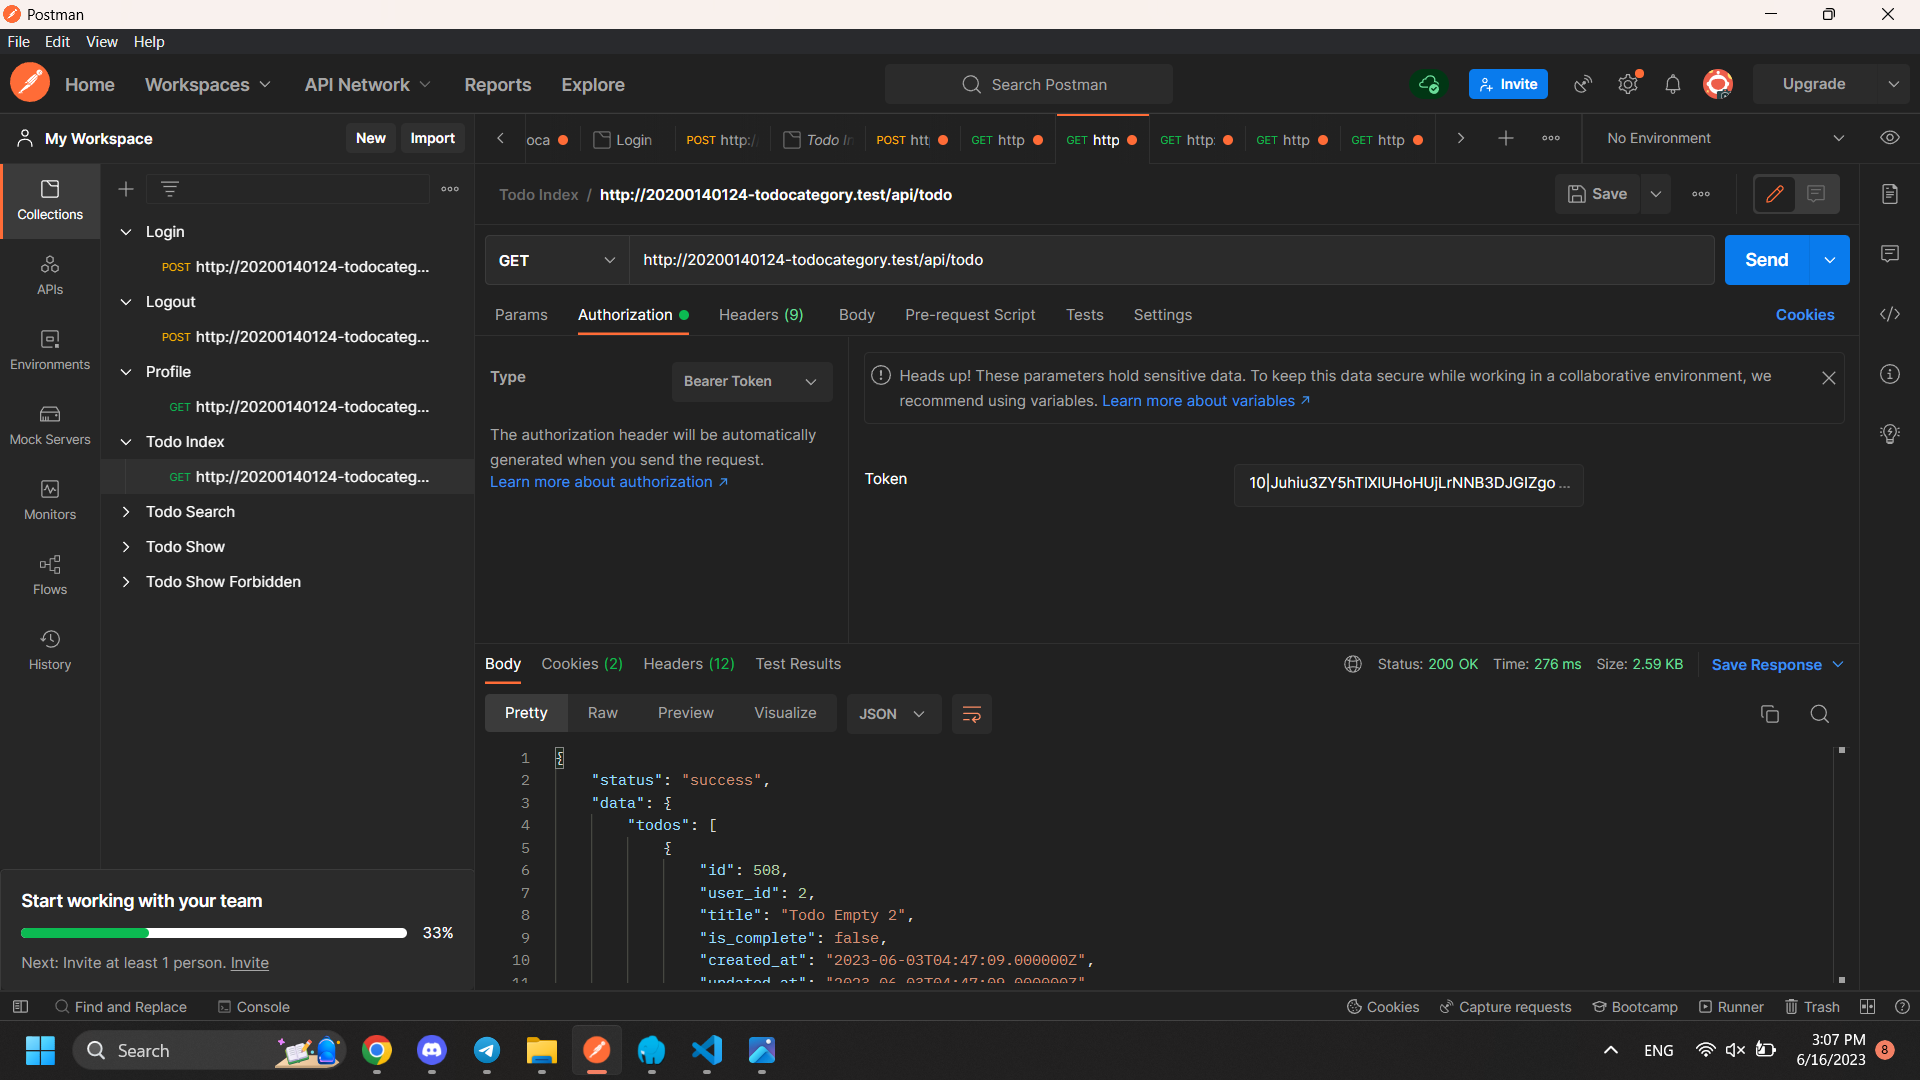 Postman
File Edit View Help
Home Workspaces API Network Reports Explore Search Postman Invite Upgrade
My Workspace New Import
oca Login POST http:/ Todo In POST htt GET http GET http GET http: GET http GET http No Environment
Collections
APIs
Environments
Mock Servers
Monitors
Flows
History
Login
POST http://20200140124-todocateg...
Logout
POST http://20200140124-todocateg...
Profile
GET http://20200140124-todocateg...
Todo Index
GET http://20200140124-todocateg...
Todo Search
Todo Show
Todo Show Forbidden
Start working with your team
33%
Next: Invite at least 1 person. Invite
Todo Index / http://20200140124-todocategory.test/api/todo Save
GET http://20200140124-todocategory.test/api/todo Send
Params Authorization Headers (9) Body Pre-request Script Tests Settings Cookies
Type Bearer Token
The authorization header will be automatically
generated when you send the request.
Learn more about authorization ↗
Heads up! These parameters hold sensitive data. To keep this data secure while working in a collaborative environment, we
recommend using variables. Learn more about variables ↗
Token 10|Juhiu3ZY5hTlXlUHoHUjLrNNB3DJGIZgo ...
Body Cookies (2) Headers (12) Test Results Status: 200 OK Time: 276 ms Size: 2.59 KB Save Response
Pretty Raw Preview Visualize JSON
1 {
2 "status": "success",
3 "data": {
4 "todos": [
5 {
6 "id": 508,
7 "user_id": 2,
8 "title": "Todo Empty 2",
9 "is_complete": false,
10 "created_at": "2023-06-03T04:47:09.000000Z",
11 "updated_at": "2023-06-03T04:47:09.000000Z"
Find and Replace Console Cookies Capture requests Bootcamp Runner Trash
Search ENG 3:07 PM
6/16/2023 8